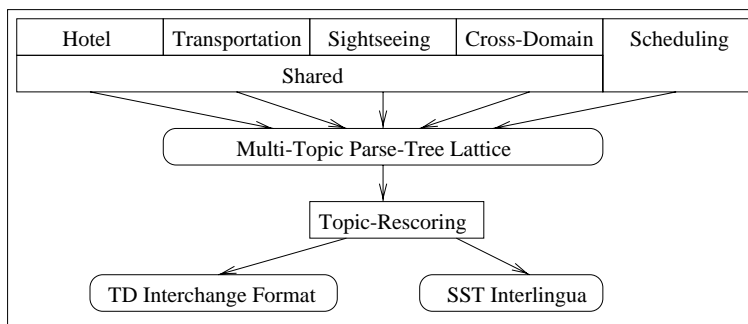 Hotel Transportation Sightseeing Cross-Domain Scheduling
Shared
Multi-Topic Parse-Tree Lattice
Topic-Rescoring
TD Interchange Format SST Interlingua